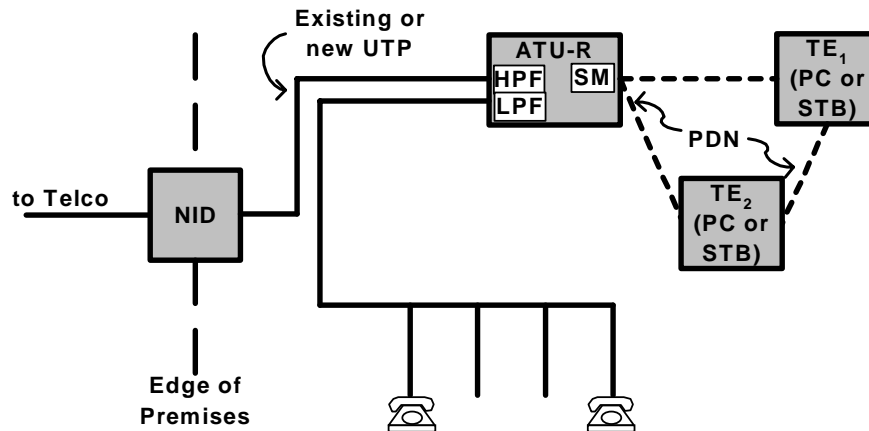 Existing or
new UTP
ATU-R
HPF
SM
LPF
TE₁
(PC or
STB)
PDN
to Telco
NID
TE₂
(PC or
STB)
Edge of
Premises